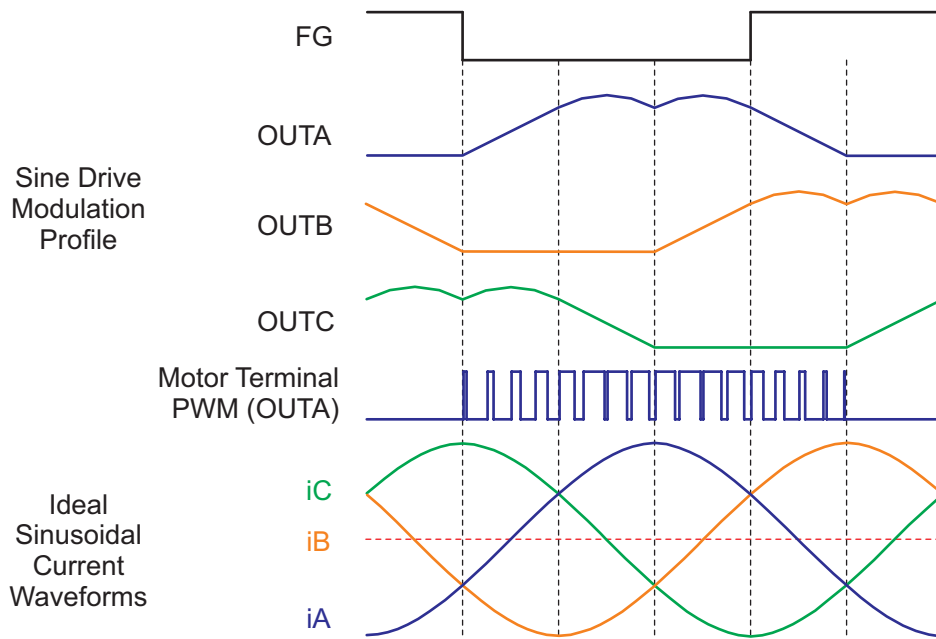 FG
OUTA
Sine Drive
Modulation
Profile
OUTB
OUTC
Motor Terminal
PWM (OUTA)
iC
Ideal
Sinusoidal
Current
Waveforms
iB
iA